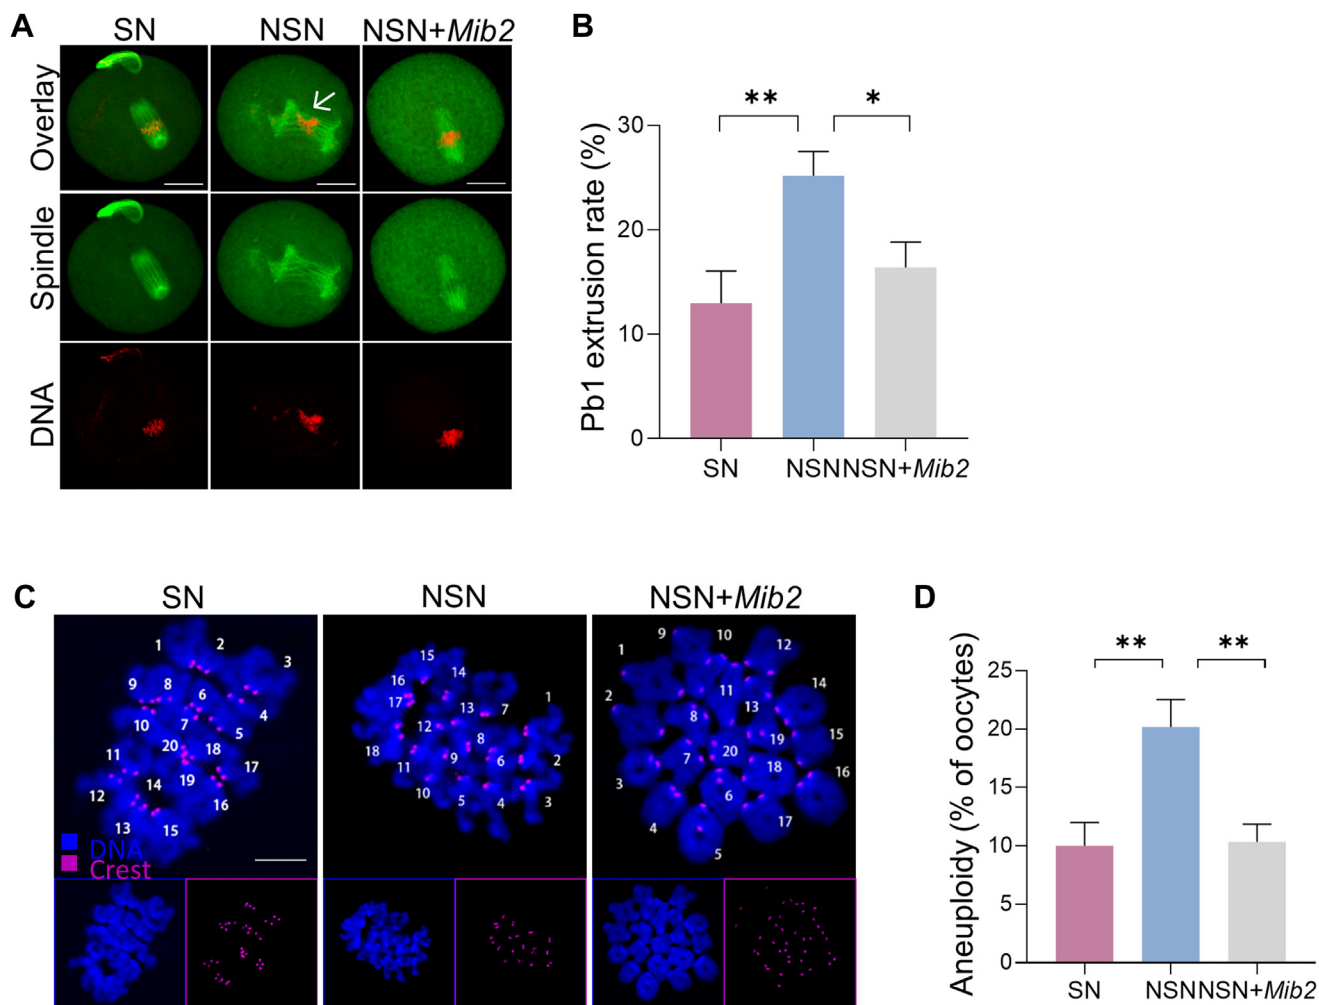 A
SN NSN NSN+Mib2
Overlay
Spindle
DNA
B
** *
Pb1 extrusion rate (%)
30
20
10
0
SN NSN NSN+Mib2
C
SN NSN NSN+Mib2
1 2 3 9 8 6 4 10 7 5 20 18 11 17 14 19 12 16 13 15
15 14 16 17 13 7 1 12 8 18 9 6 2 11 10 5 4 3
9 10 1 12 11 14 2 13 8 15 20 19 7 18 16 3 6 4 17 5
DNA
Crest
D
** **
Aneuploidy (% of oocytes)
25
20
15
10
5
0
SN NSN NSN+Mib2